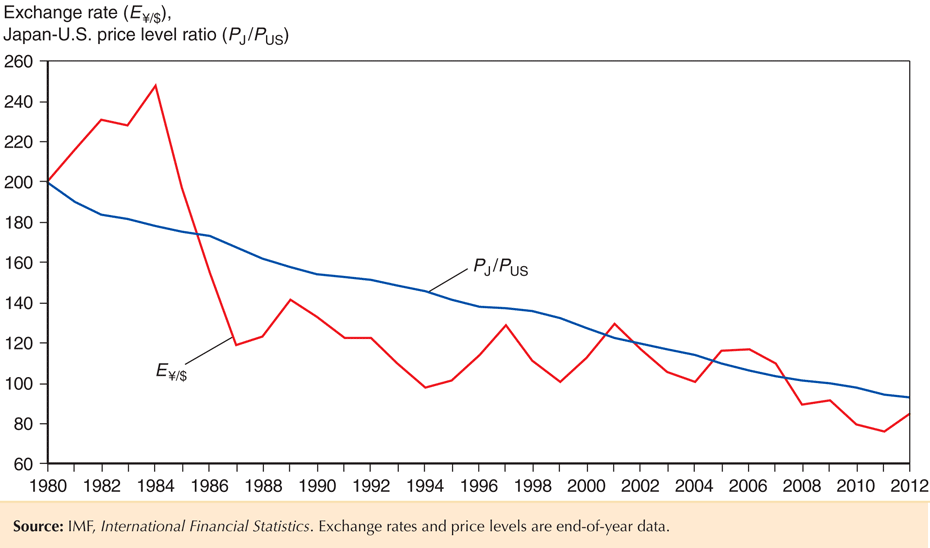 Exchange rate (E¥/$),
Japan-U.S. price level ratio (PJ/PUS)
260
240
220
200
180
160
140
120
100
80
60
PJ/PUS
E¥/$
1980 1982 1984 1986 1988 1990 1992 1994 1996 1998 2000 2002 2004 2006 2008 2010 2012
Source: IMF, International Financial Statistics. Exchange rates and price levels are end-of-year data.